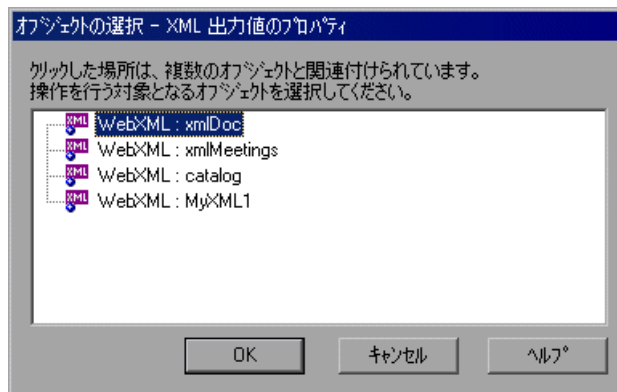 ｵﾌﾞｼﾞｪｸﾄの選択 - XML 出力値のﾌﾟﾛﾊﾟﾃｨ
ｸﾘｯｸした場所は、複数のｵﾌﾞｼﾞｪｸﾄと関連付けられています。
操作を行う対象となるｵﾌﾞｼﾞｪｸﾄを選択してください。
XML WebXML : xmlDoc
XML WebXML : xmlMeetings
XML WebXML : catalog
XML WebXML : MyXML1
OK ｷｬﾝｾﾙ ﾍﾙﾌﾟ